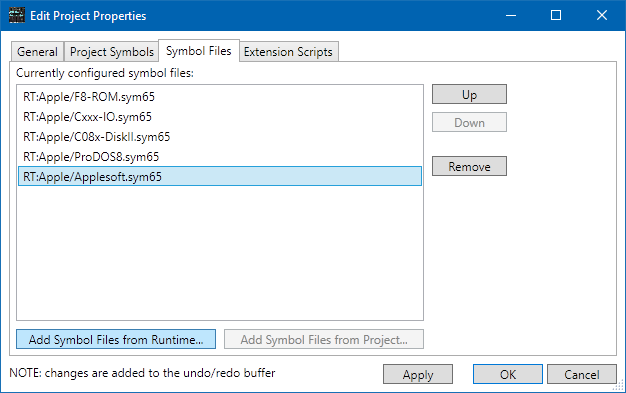 Edit Project Properties
General Project Symbols Symbol Files Extension Scripts
Currently configured symbol files:
RT:Apple/F8-ROM.sym65
RT:Apple/Cxxx-IO.sym65
RT:Apple/C08x-DiskII.sym65
RT:Apple/ProDOS8.sym65
RT:Apple/Applesoft.sym65
Up
Down
Remove
Add Symbol Files from Runtime... Add Symbol Files from Project...
NOTE: changes are added to the undo/redo buffer
Apply OK Cancel